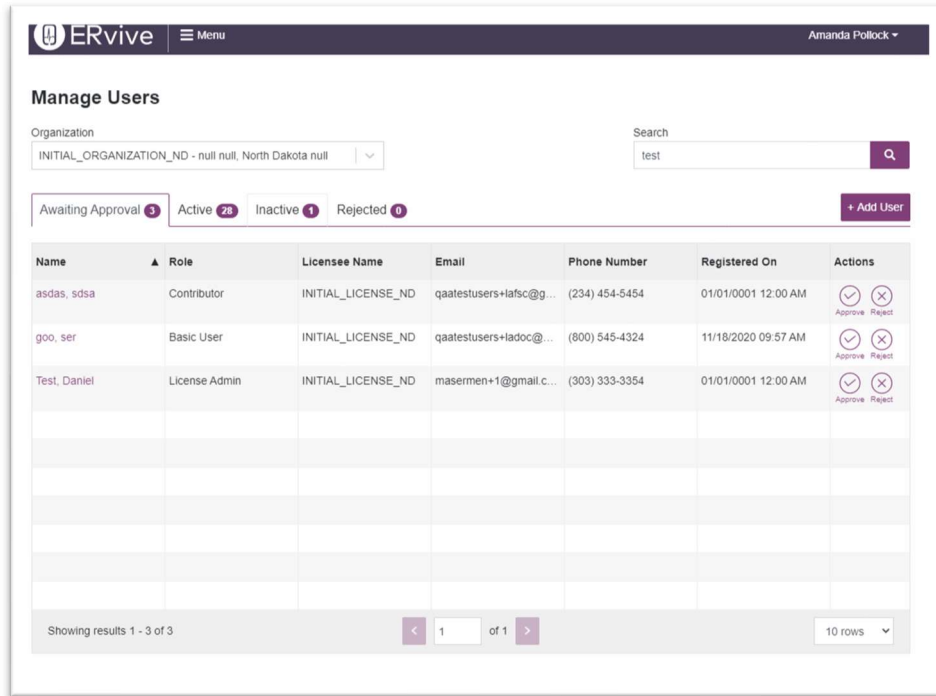 ERvive Menu Amanda Pollock
Manage Users
Organization Search
INITIAL_ORGANIZATION_ND - null null, North Dakota null test
Awaiting Approval 3 Active 28 Inactive 1 Rejected 0 + Add User
Name Role Licensee Name Email Phone Number Registered On Actions
asdas, sdsa Contributor INITIAL_LICENSE_ND qaatestusers+lafsc@g... (234) 454-5454 01/01/0001 12:00 AM
Approve Reject
goo, ser Basic User INITIAL_LICENSE_ND qaatestusers+ladoc@... (800) 545-4324 11/18/2020 09:57 AM
Approve Reject
Test, Daniel License Admin INITIAL_LICENSE_ND masermen+1@gmail.c... (303) 333-3354 01/01/0001 12:00 AM
Approve Reject
Showing results 1 - 3 of 3 < 1 of 1 > 10 rows